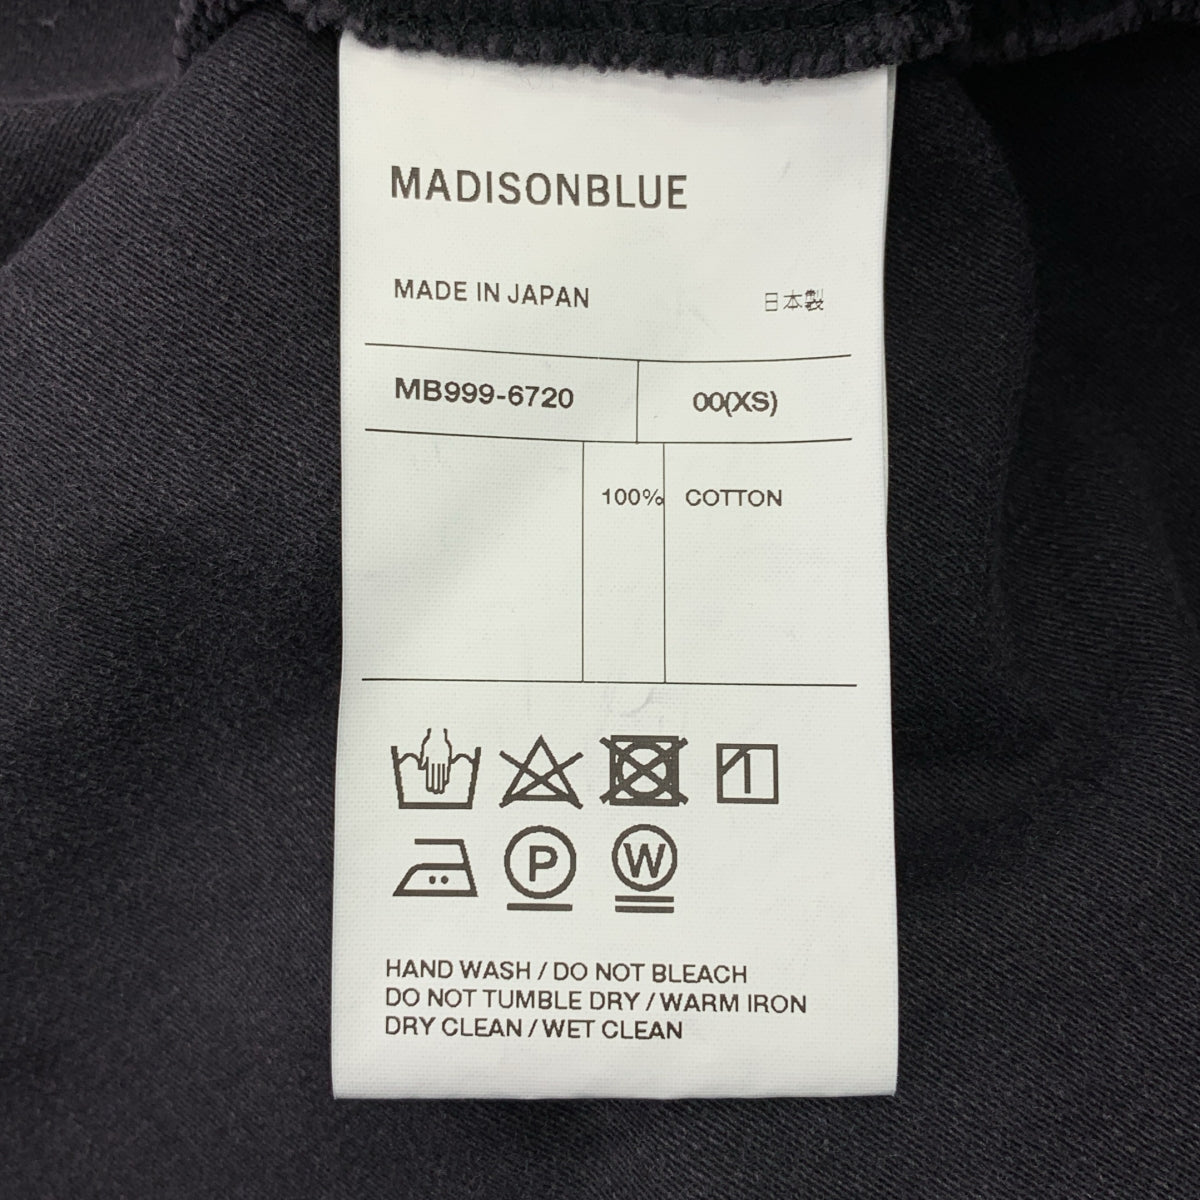 MADISONBLUE
MADE IN JAPAN 日本製
MB999-6720 00(XS)
100% COTTON
P W
HAND WASH / DO NOT BLEACH
DO NOT TUMBLE DRY / WARM IRON
DRY CLEAN / WET CLEAN